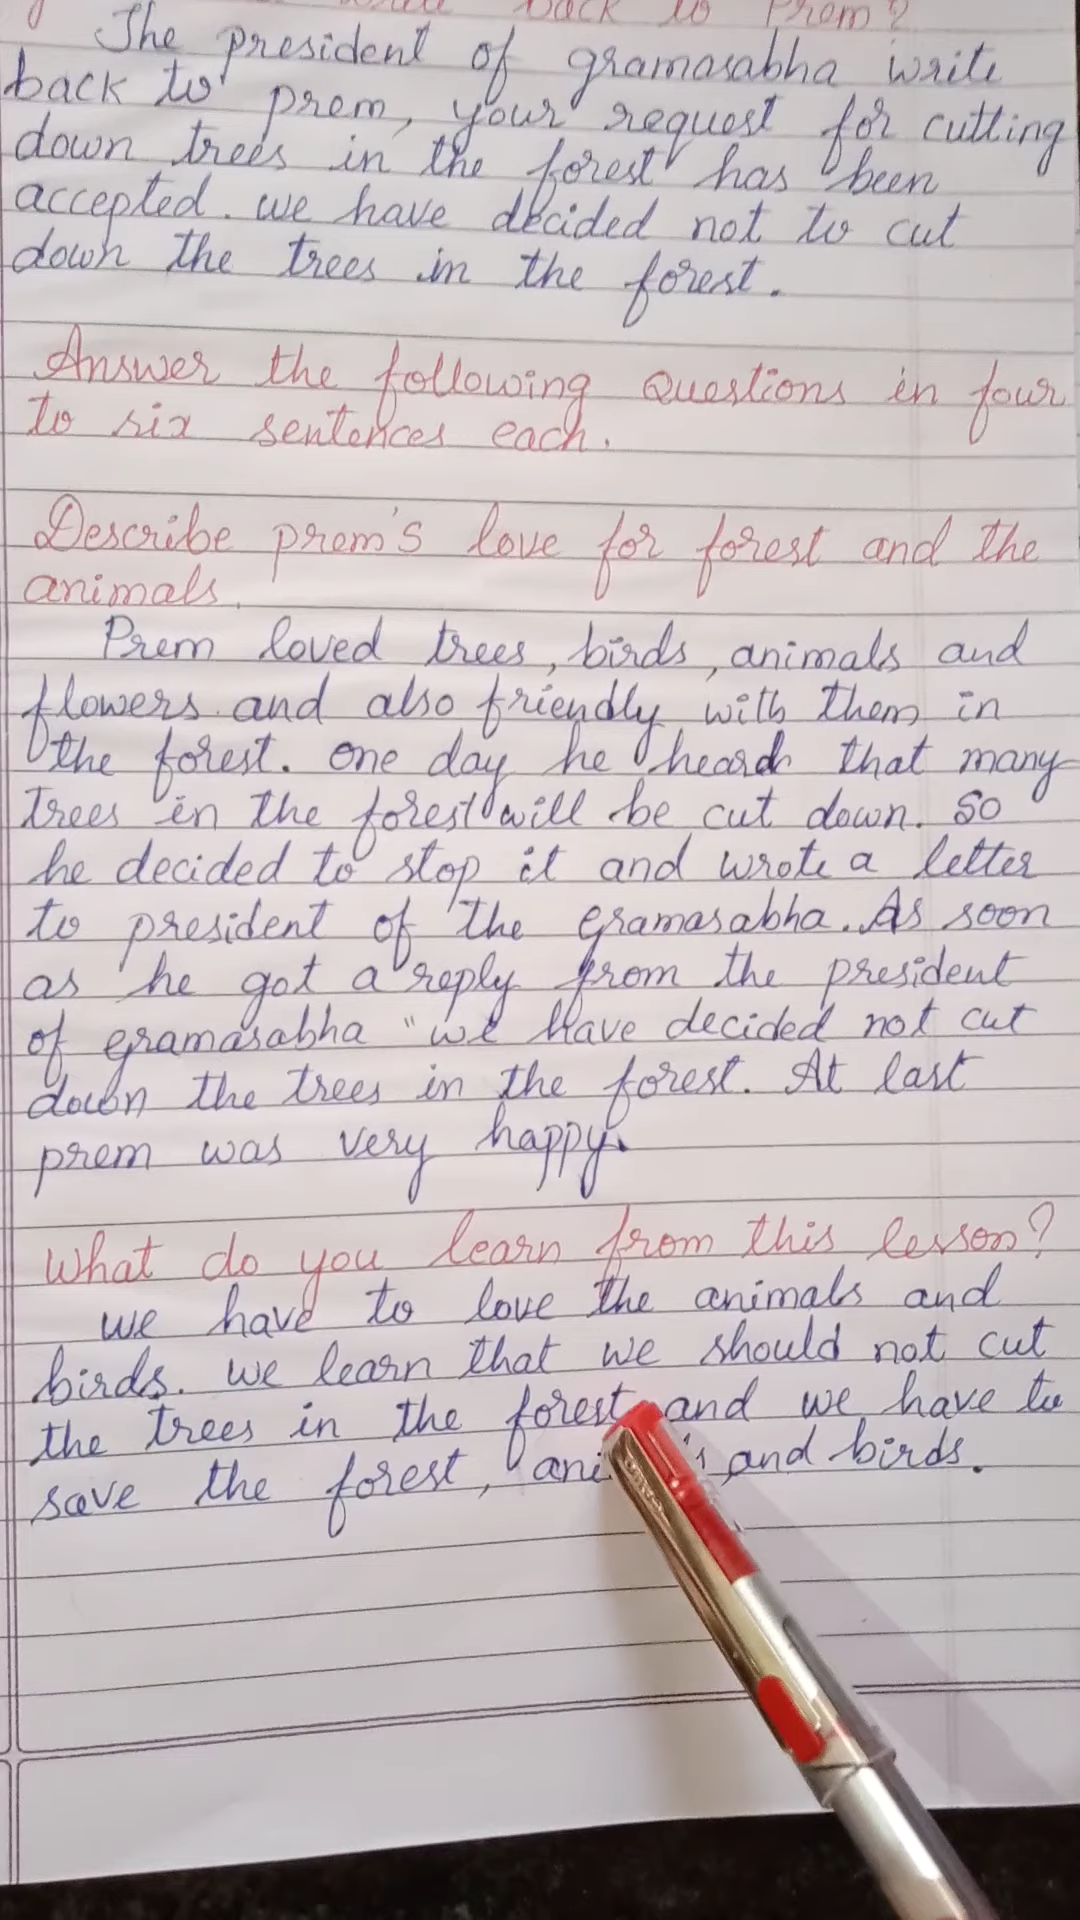 back to Prem?
The president of gramasabha write
back to prem, your request for cutting
down trees in the forest has been
accepted. we have decided not to cut
down the trees in the forest.
Answer the following Questions in four
to six sentences each.
Describe prem's love for forest and the
animals.
Prem loved trees, birds, animals and
flowers and also friendly with them in
the forest. one day he heard that many
trees in the forest will be cut down. so
he decided to stop it and wrote a letter
to president of the gramasabha. As soon
as he got a reply from the president
of gramasabha "we have decided not cut
down the trees in the forest. At last
prem was very happy.
What do you learn from this lesson?
we have to love the animals and
birds. we learn that we should not cut
the trees in the forest and we have to
save the forest, and birds.